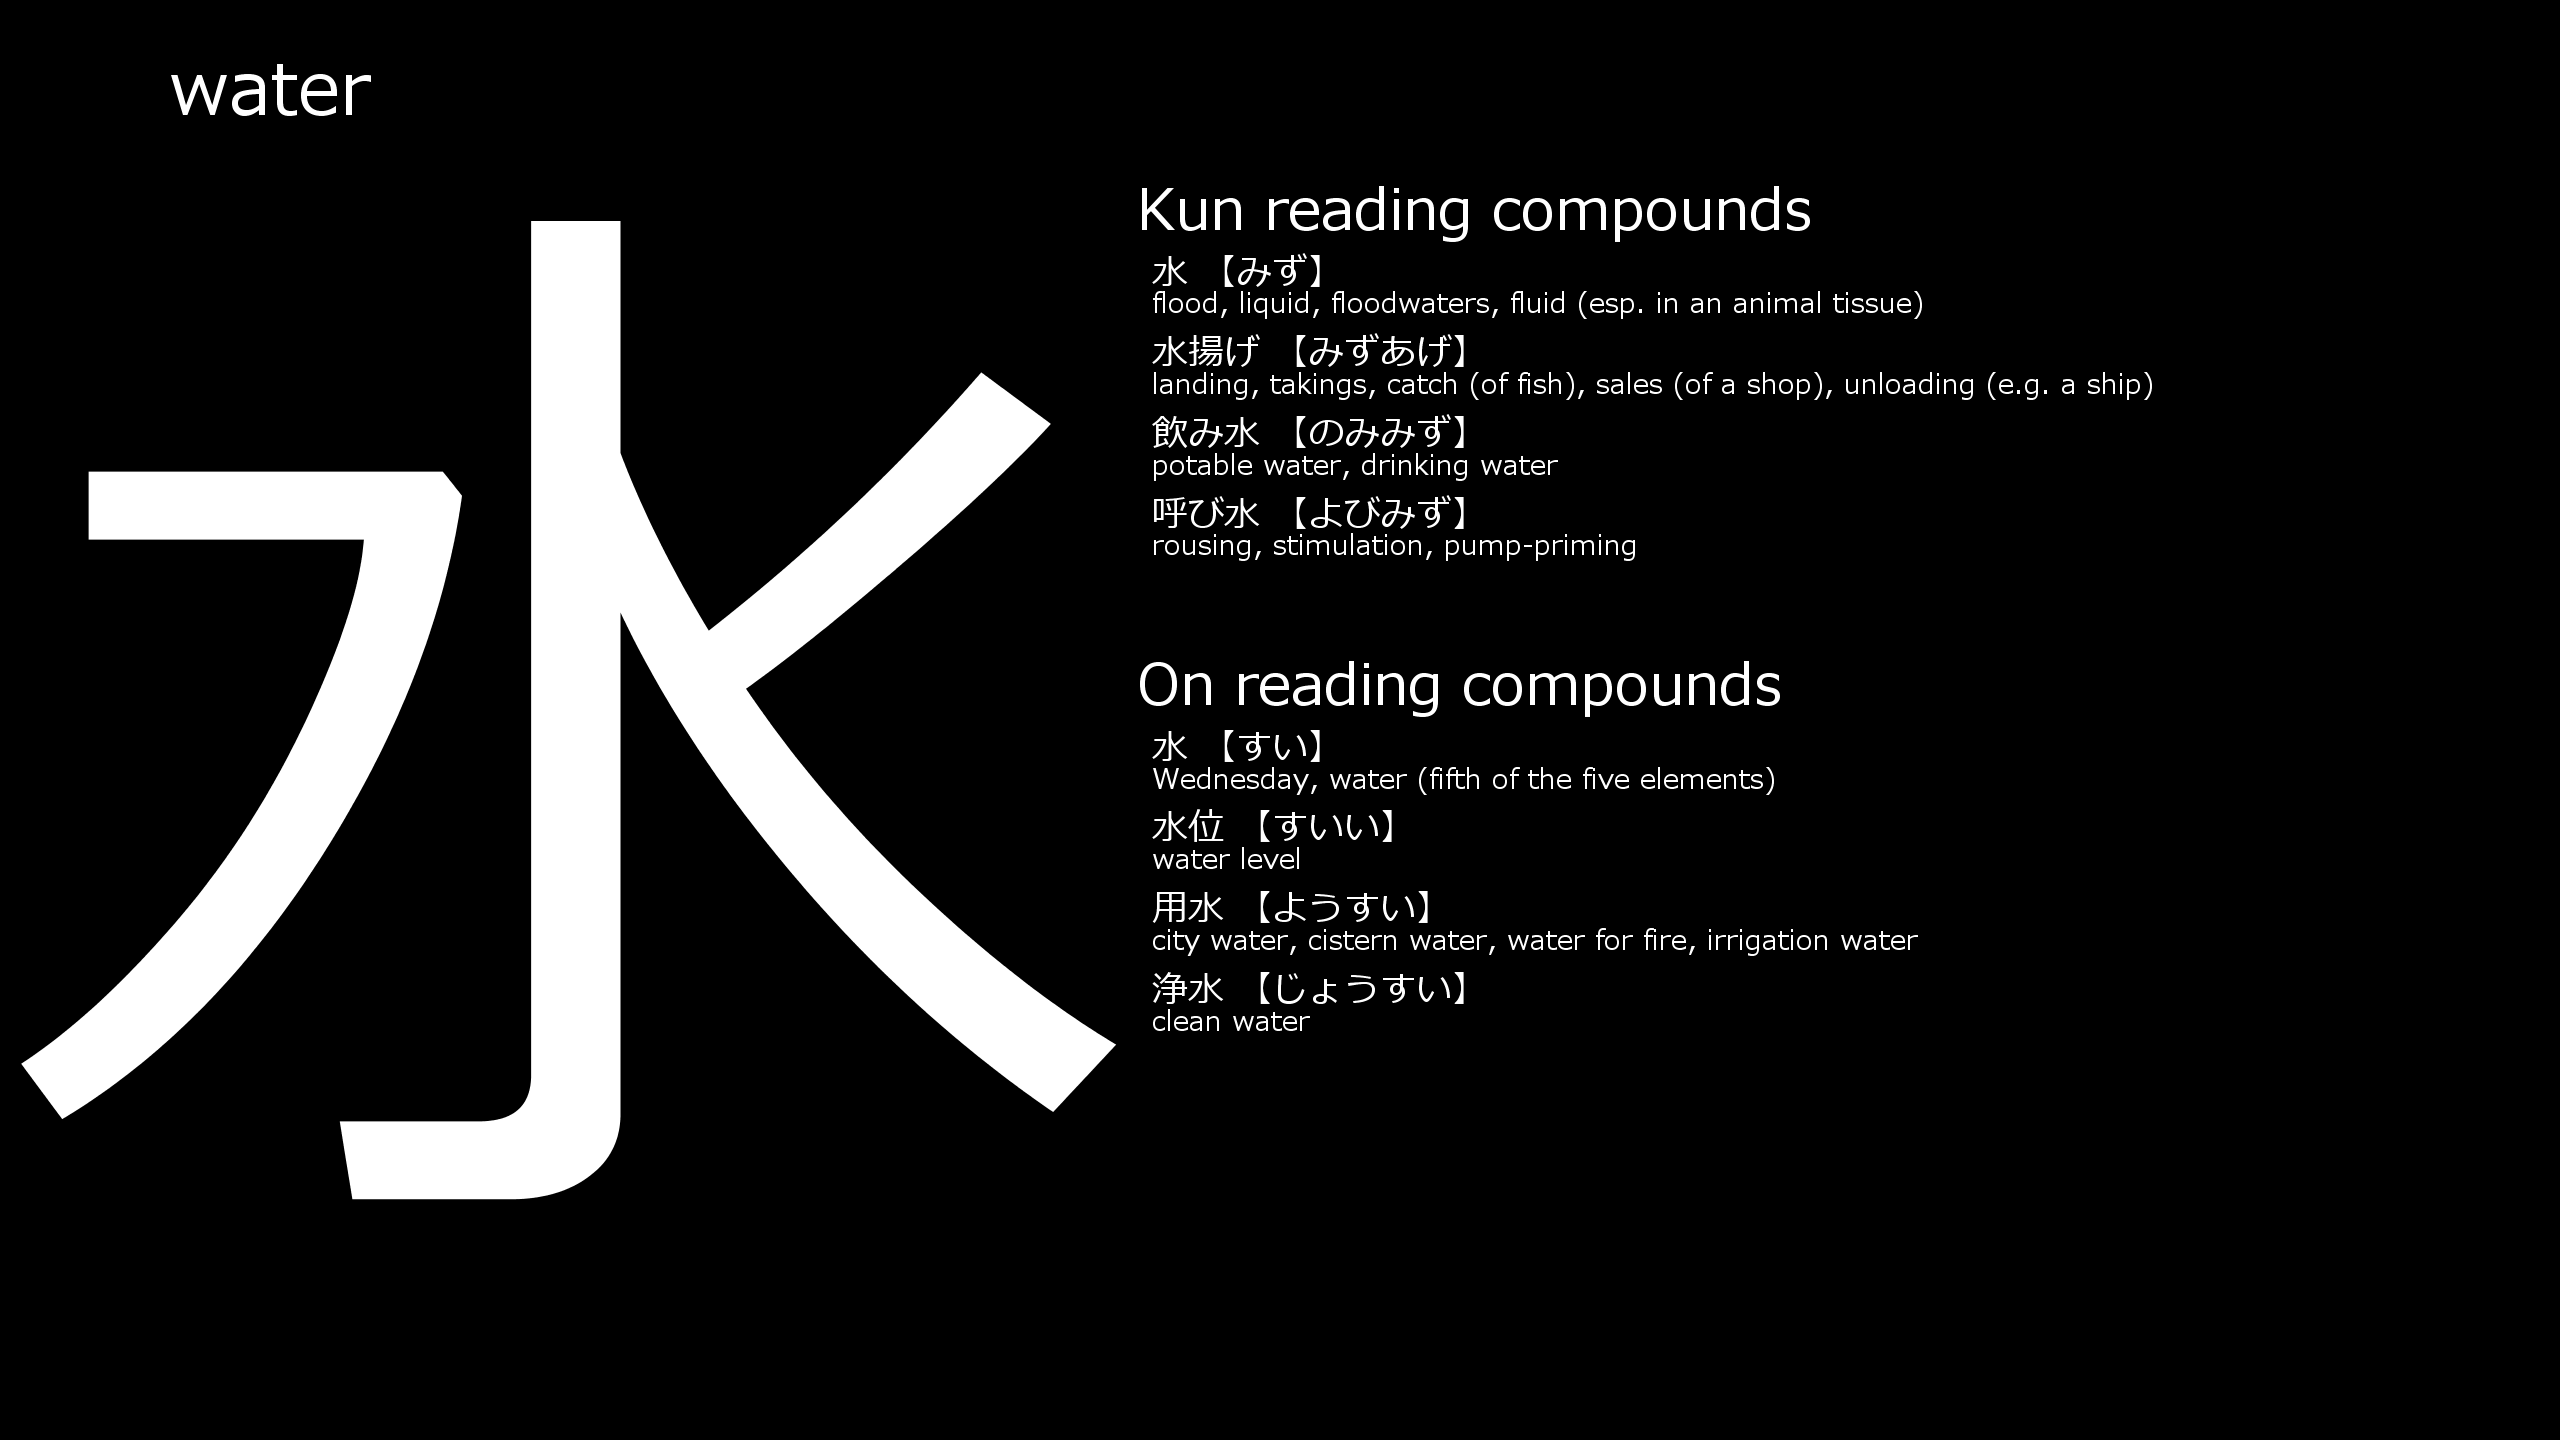 water
水
Kun reading compounds
水 【みず】
flood, liquid, floodwaters, fluid (esp. in an animal tissue)
水揚げ 【みずあげ】
landing, takings, catch (of fish), sales (of a shop), unloading (e.g. a ship)
飲み水 【のみみず】
potable water, drinking water
呼び水 【よびみず】
rousing, stimulation, pump-priming
On reading compounds
水 【すい】
Wednesday, water (fifth of the five elements)
水位 【すいい】
water level
用水 【ようすい】
city water, cistern water, water for fire, irrigation water
浄水 【じょうすい】
clean water